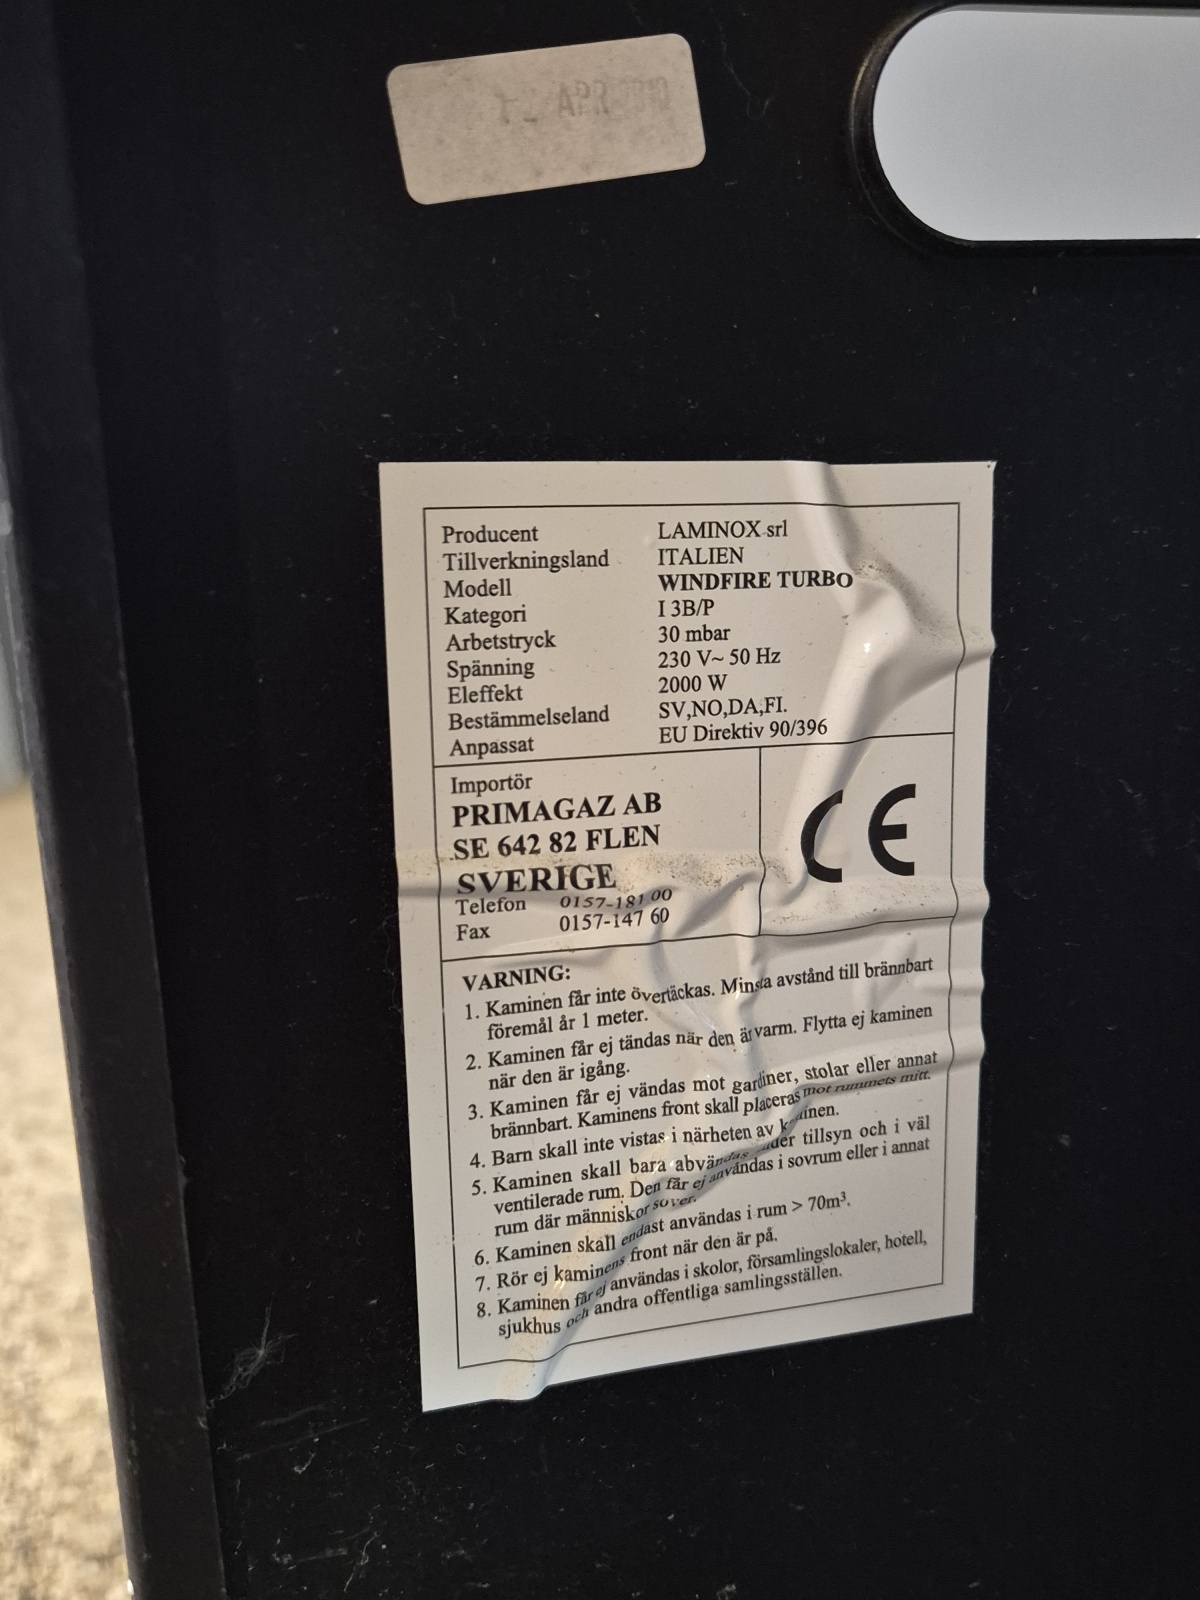 APR
Producent LAMINOX srl
Tillverkningsland ITALIEN
Modell WINDFIRE TURBO
Kategori I 3B/P
Arbetstryck 30 mbar
Spänning 230 V~ 50 Hz
Eleffekt 2000 W
Bestämmelseland SV,NO,DA,FI.
Anpassat EU Direktiv 90/396
Importör
PRIMAGAZ AB
SE 642 82 FLEN
SVERIGE
Telefon 0157-181 00
Fax 0157-147 60
CE
VARNING:
1. Kaminen får inte övertäckas. Minsta avstånd till brännbart
föremål år 1 meter.
2. Kaminen får ej tändas när den är varm. Flytta ej kaminen
när den är igång.
3. Kaminen får ej vändas mot gardiner, stolar eller annat
brännbart. Kaminens front skall placeras mot rummets mitt.
4. Barn skall inte vistas i närheten av kaminen.
5. Kaminen skall bara abvändas under tillsyn och i väl
ventilerade rum. Den får ej användas i sovrum eller i annat
rum där människor sover.
6. Kaminen skall endast användas i rum > 70m³.
7. Rör ej kaminens front när den är på.
8. Kaminen får ej användas i skolor, församlingslokaler, hotell,
sjukhus och andra offentliga samlingsställen.